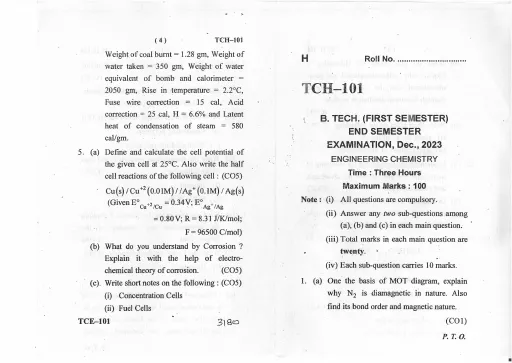 ( 4 ) TCH–101
Weight of coal burnt = 1.28 gm, Weight of
water taken = 350 gm, Weight of water
equivalent of bomb and calorimeter =
2050 gm, Rise in temperature = 2.2°C,
Fuse wire correction = 15 cal, Acid
correction = 25 cal, H = 6.6% and Latent
heat of condensation of steam = 580
cal/gm.
5. (a) Define and calculate the cell potential of
the given cell at 25°C. Also write the half
cell reactions of the following cell : (CO5)
Cu(s)/Cu⁺²(0.01M)//Ag⁺(0.1M)/Ag(s)
(Given E°Cu⁺²/Cu = 0.34V; E°Ag⁺/Ag
= 0.80V; R = 8.31 J/K/mol;
F = 96500 C/mol)
(b) What do you understand by Corrosion ?
Explain it with the help of electro-
chemical theory of corrosion. (CO5)
(c) Write short notes on the following : (CO5)
(i) Concentration Cells
(ii) Fuel Cells
TCE–101 3180
H Roll No. ................................
TCH–101
B. TECH. (FIRST SEMESTER)
END SEMESTER
EXAMINATION, Dec., 2023
ENGINEERING CHEMISTRY
Time : Three Hours
Maximum Marks : 100
Note : (i) All questions are compulsory.
(ii) Answer any two sub-questions among
(a), (b) and (c) in each main question.
(iii) Total marks in each main question are
twenty.
(iv) Each sub-question carries 10 marks.
1. (a) One the basis of MOT diagram, explain
why N₂ is diamagnetic in nature. Also
find its bond order and magnetic nature.
(CO1)
P. T. O.